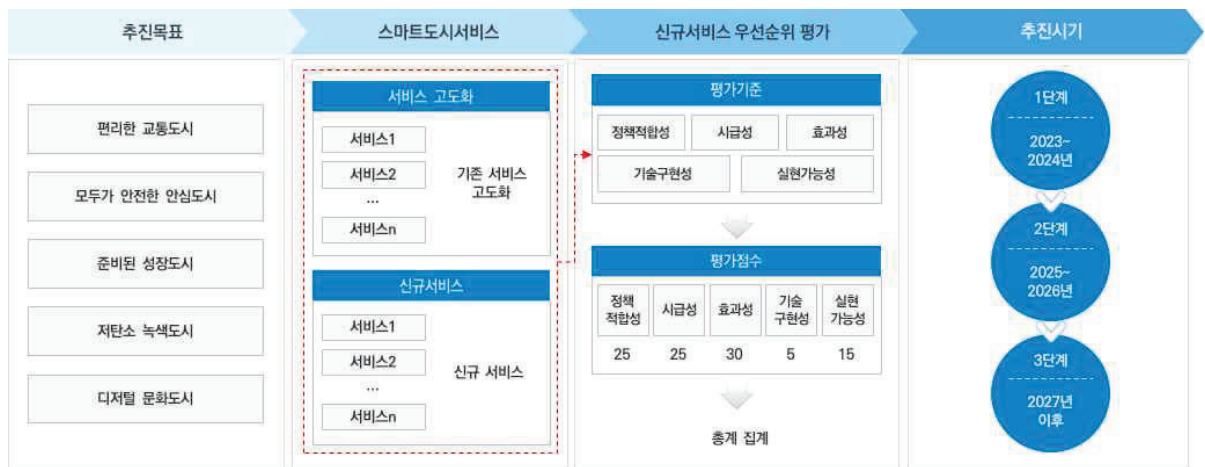 추진목표
스마트도시서비스
신규서비스 우선순위 평가
추진시기
편리한 교통도시
모두가 안전한 안심도시
준비된 성장도시
저탄소 녹색도시
디저털 문화도시
서비스 고도화
서비스1
서비스2
...
서비스n
기존 서비스
고도화
신규서비스
서비스1
서비스2
...
서비스n
신규 서비스
평가기준
정책적합성
시급성
효과성
기술구현성
실현가능성
평가점수
정책
적합성
시급성
효과성
기술
구현성
실현
가능성
25
25
30
5
15
총계 집계
1단계
2023~
2024년
2단계
2025~
2026년
3단계
2027년
이후